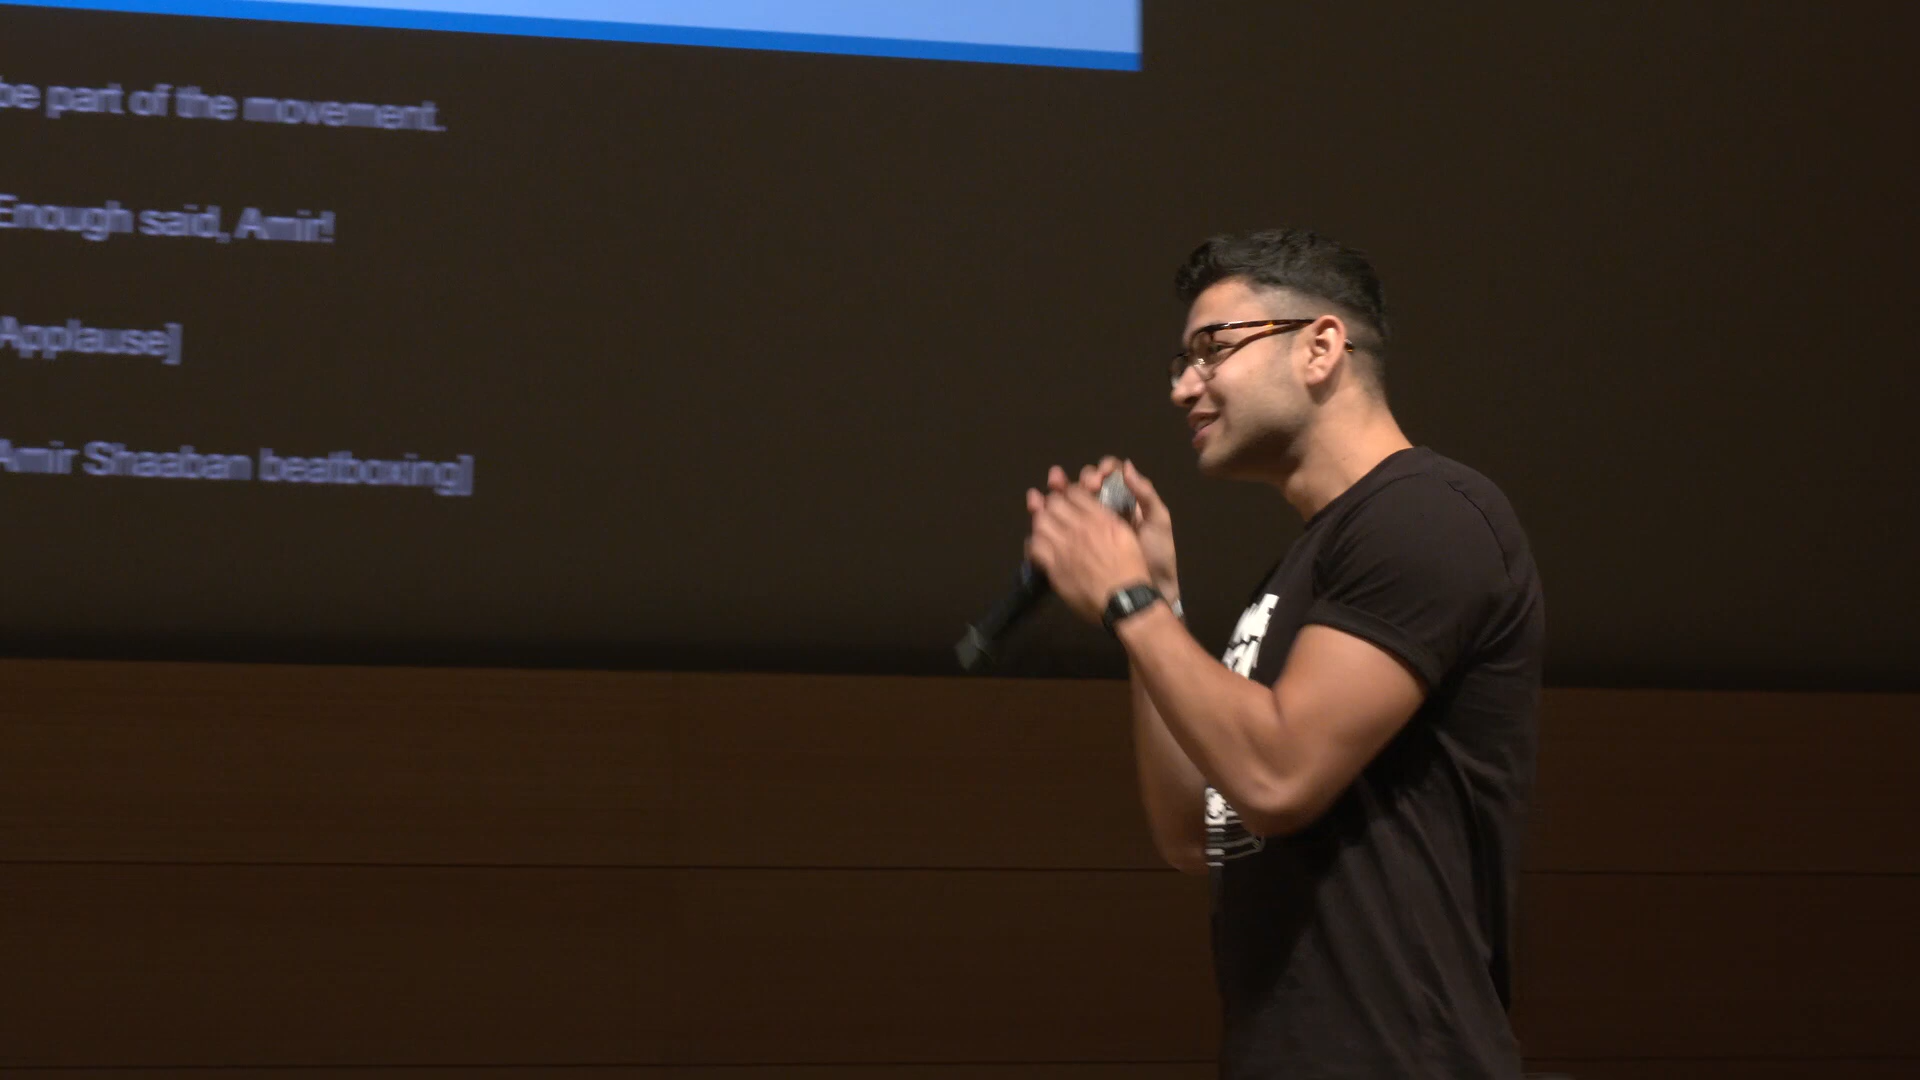 be part of the movement.
Enough said, Amir!
Applause]
Amir Shaaban beatboxing]